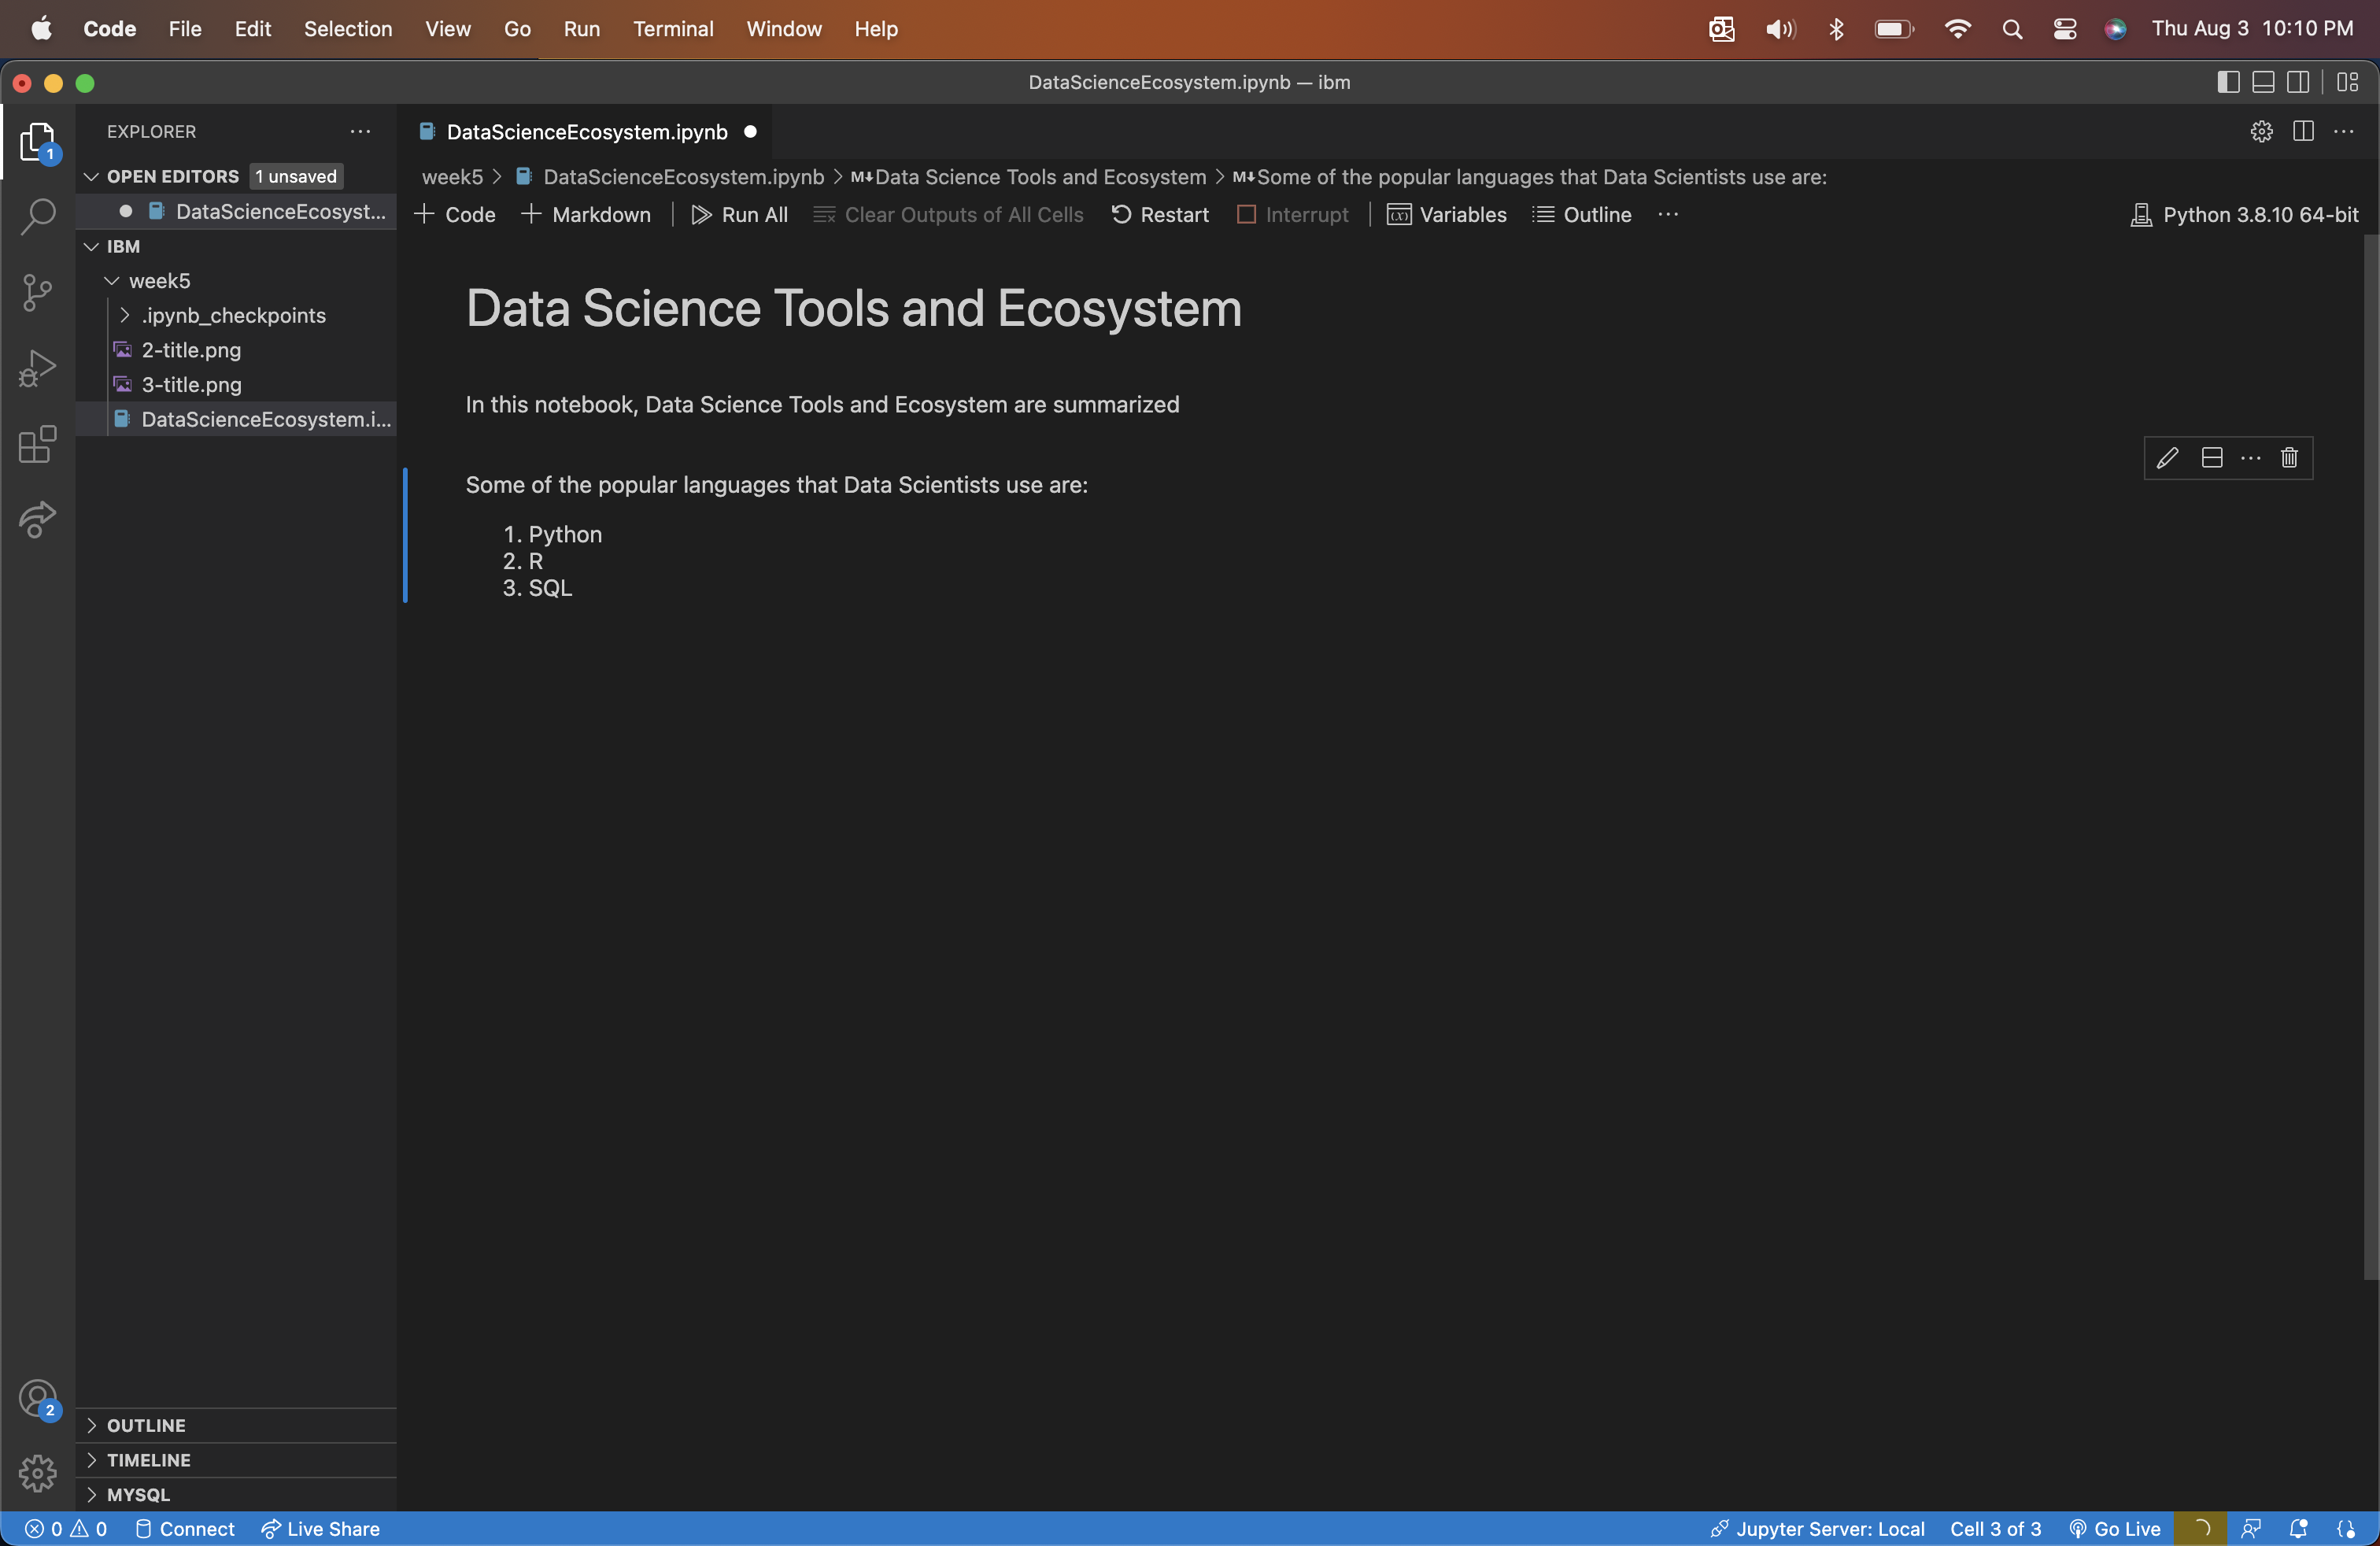 Code File Edit Selection View Go Run Terminal Window Help Thu Aug 3 10:10 PM
DataScienceEcosystem.ipynb — ibm
EXPLORER
DataScienceEcosystem.ipynb
OPEN EDITORS 1 unsaved
week5 > DataScienceEcosystem.ipynb > M↓Data Science Tools and Ecosystem > M↓Some of the popular languages that Data Scientists use are:
DataScienceEcosyst...
+ Code + Markdown | Run All Clear Outputs of All Cells Restart Interrupt | Variables Outline ... Python 3.8.10 64-bit
IBM
week5
.ipynb_checkpoints
2-title.png
3-title.png
DataScienceEcosystem.i...
1
Data Science Tools and Ecosystem
In this notebook, Data Science Tools and Ecosystem are summarized
Some of the popular languages that Data Scientists use are:
1. Python
2. R
3. SQL
2
OUTLINE
TIMELINE
MYSQL
0 0 Connect Live Share Jupyter Server: Local Cell 3 of 3 Go Live